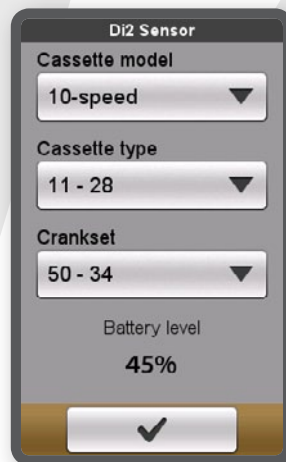 Di2 Sensor
Cassette model
10-speed
Cassette type
11 - 28
Crankset
50 - 34
Battery level
45%